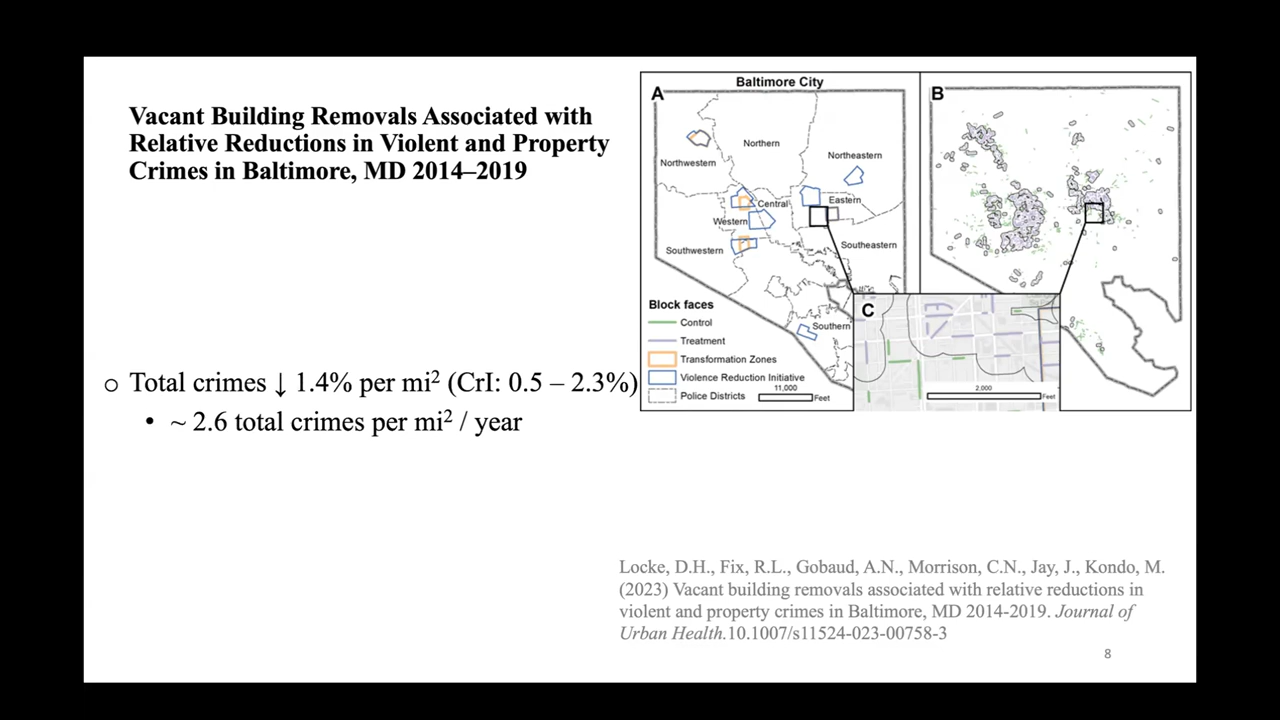 Vacant Building Removals Associated with
Relative Reductions in Violent and Property
Crimes in Baltimore, MD 2014–2019
○ Total crimes ↓ 1.4% per mi² (CrI: 0.5 – 2.3%)
• ~ 2.6 total crimes per mi² / year
Baltimore City
A
B
Northern
Northwestern
Northeastern
Central
Eastern
Western
Southwestern
Southeastern
Southern
Block faces
Control
Treatment
Transformation Zones
Violence Reduction Initiative
Police Districts
11,000
Feet
C
2,000
Feet
Locke, D.H., Fix, R.L., Gobaud, A.N., Morrison, C.N., Jay, J., Kondo, M.
(2023) Vacant building removals associated with relative reductions in
violent and property crimes in Baltimore, MD 2014-2019. Journal of
Urban Health.10.1007/s11524-023-00758-3
8